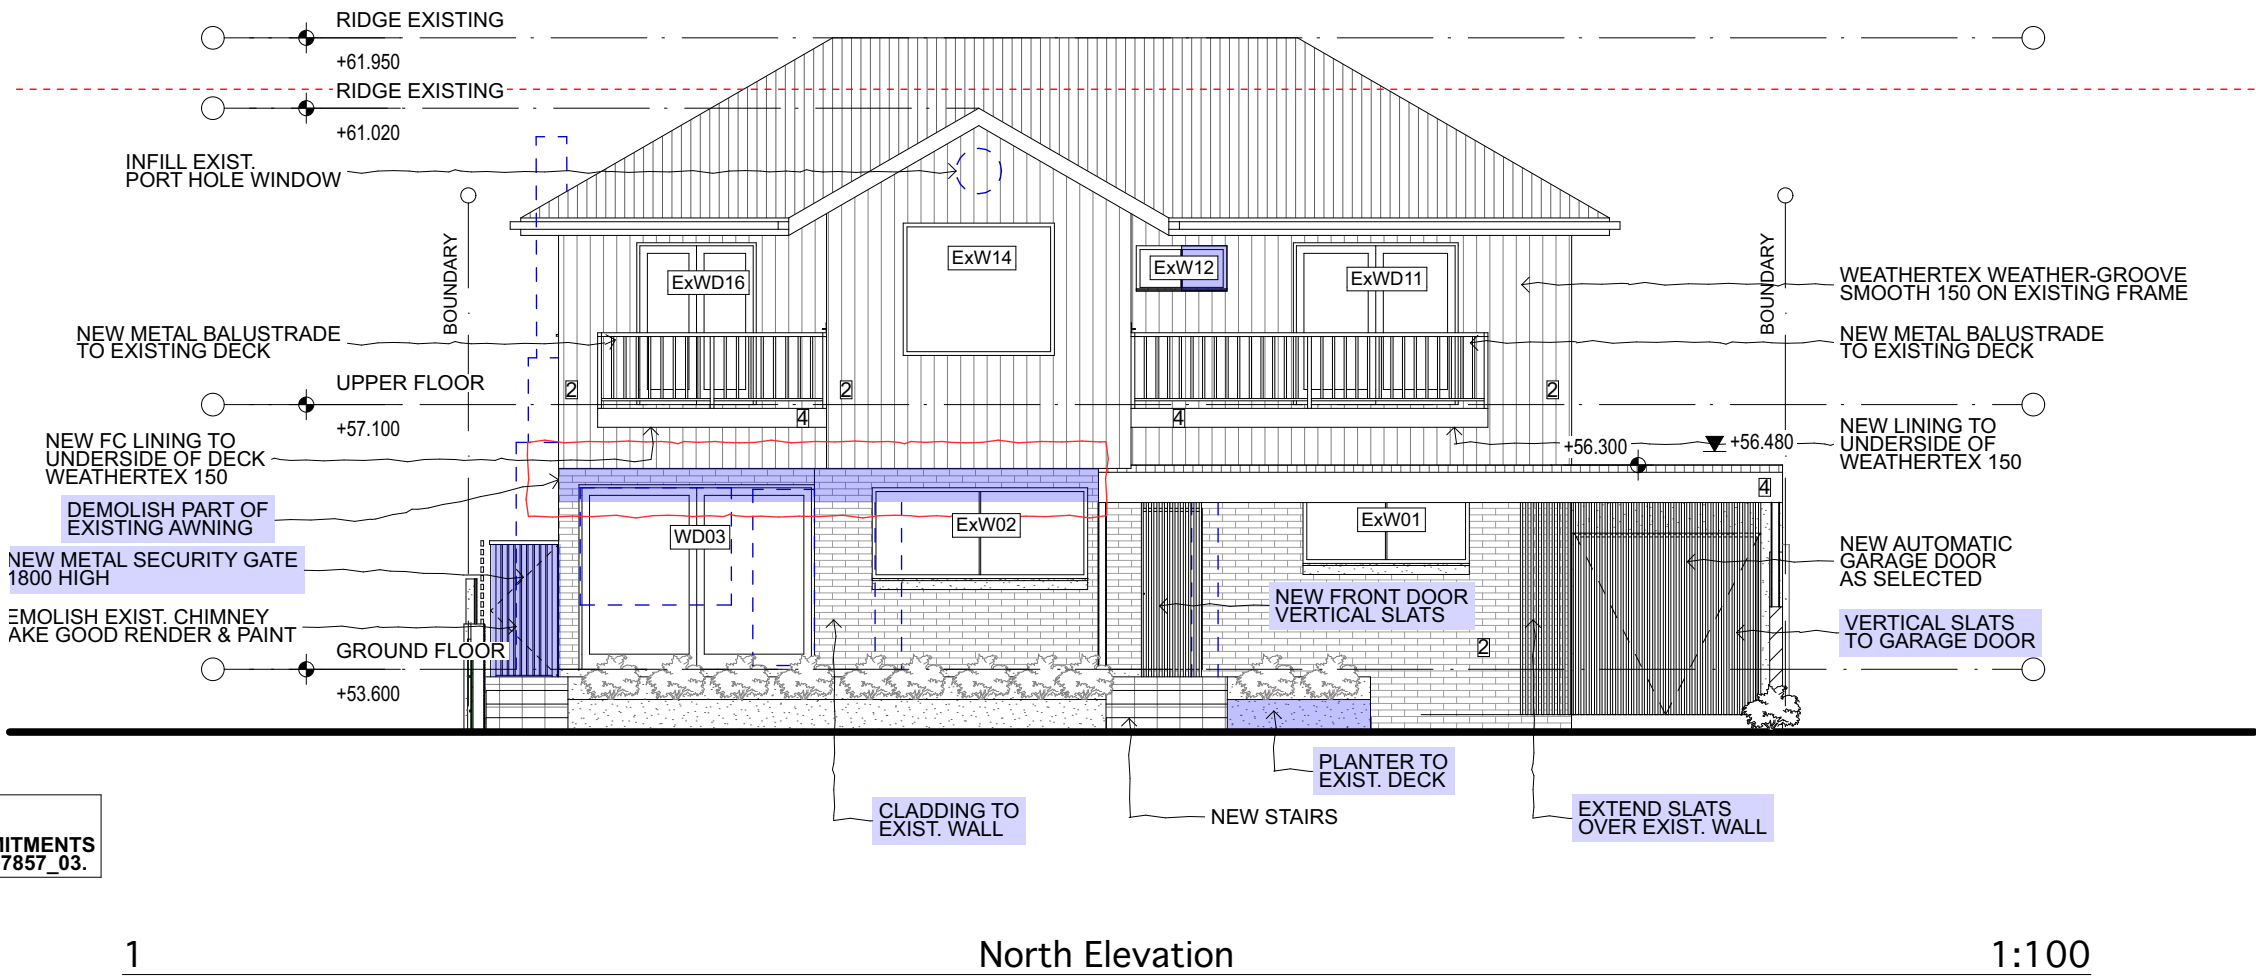 RIDGE EXISTING
+61.950
RIDGE EXISTING
+61.020
INFILL EXIST.
PORT HOLE WINDOW
BOUNDARY
BOUNDARY
ExWD16
ExW14
ExW12
ExWD11
WEATHERTEX WEATHER-GROOVE
SMOOTH 150 ON EXISTING FRAME
NEW METAL BALUSTRADE
TO EXISTING DECK
NEW METAL BALUSTRADE
TO EXISTING DECK
UPPER FLOOR
+57.100
2
2
2
4
4
NEW FC LINING TO
UNDERSIDE OF DECK
WEATHERTEX 150
+56.300
+56.480
NEW LINING TO
UNDERSIDE OF
WEATHERTEX 150
4
DEMOLISH PART OF
EXISTING AWNING
WD03
ExW02
ExW01
NEW METAL SECURITY GATE
1800 HIGH
NEW AUTOMATIC
GARAGE DOOR
AS SELECTED
NEW FRONT DOOR
VERTICAL SLATS
EMOLISH EXIST. CHIMNEY
AKE GOOD RENDER & PAINT
VERTICAL SLATS
TO GARAGE DOOR
2
GROUND FLOOR
+53.600
PLANTER TO
EXIST. DECK
CLADDING TO
EXIST. WALL
NEW STAIRS
EXTEND SLATS
OVER EXIST. WALL
MITMENTS
7857_03.
1
North Elevation
1:100